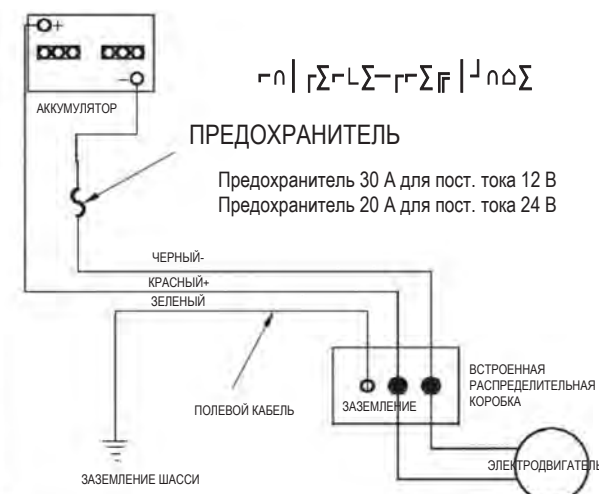 +
−
АККУМУЛЯТОР
ПРЕДОХРАНИТЕЛЬ
Предохранитель 30 А для пост. тока 12 В
Предохранитель 20 А для пост. тока 24 В
ЧЕРНЫЙ-
КРАСНЫЙ+
ЗЕЛЕНЫЙ
ПОЛЕВОЙ КАБЕЛЬ
ЗАЗЕМЛЕНИЕ
ВСТРОЕННАЯ
РАСПРЕДЕЛИТЕЛЬНАЯ
КОРОБКА
ЗАЗЕМЛЕНИЕ ШАССИ
ЭЛЕКТРОДВИГАТЕЛЬ